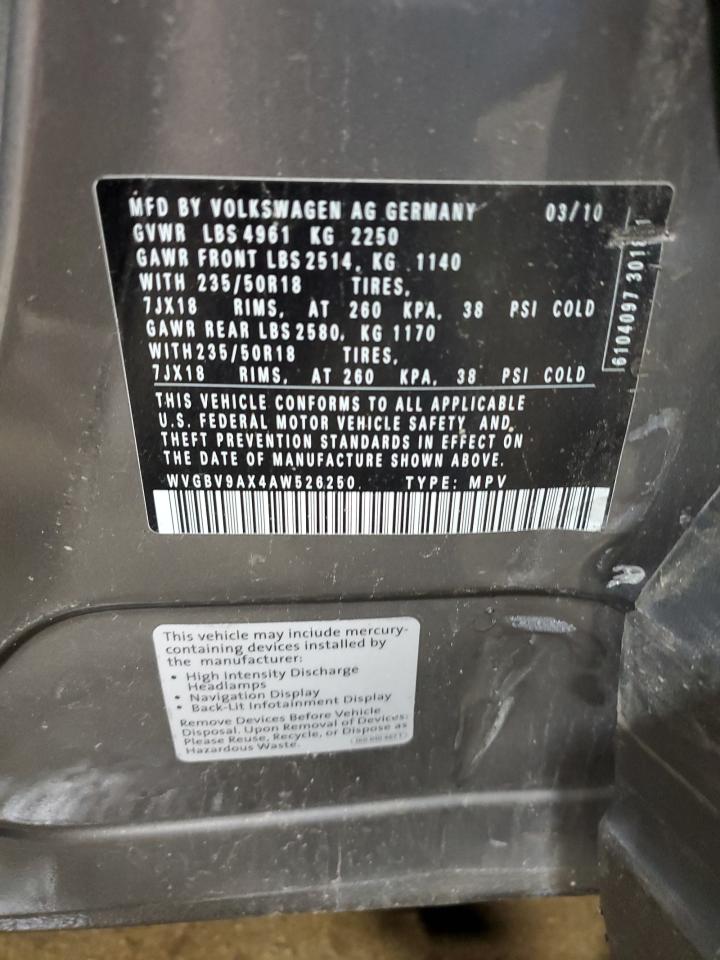 MFD BY VOLKSWAGEN AG GERMANY 03/10
GVWR LBS 4961 KG 2250
GAWR FRONT LBS 2514, KG 1140
WITH 235/50R18 TIRES,
7JX18 RIMS, AT 260 KPA, 38 PSI COLD
GAWR REAR LBS 2580, KG 1170
WITH 235/50R18 TIRES,
7JX18 RIMS, AT 260 KPA, 38 PSI COLD
THIS VEHICLE CONFORMS TO ALL APPLICABLE
U.S. FEDERAL MOTOR VEHICLE SAFETY, AND
THEFT PREVENTION STANDARDS IN EFFECT ON
THE DATE OF MANUFACTURE SHOWN ABOVE.
WVGBV9AX4AW526250. TYPE: MPV
6104097
This vehicle may include mercury-
containing devices installed by
the manufacturer:
• High Intensity Discharge
Headlamps
• Navigation Display
• Back-Lit Infotainment Display
Remove Devices Before Vehicle
Disposal. Upon Removal of Devices:
Please Reuse, Recycle, or Dispose as
Hazardous Waste.